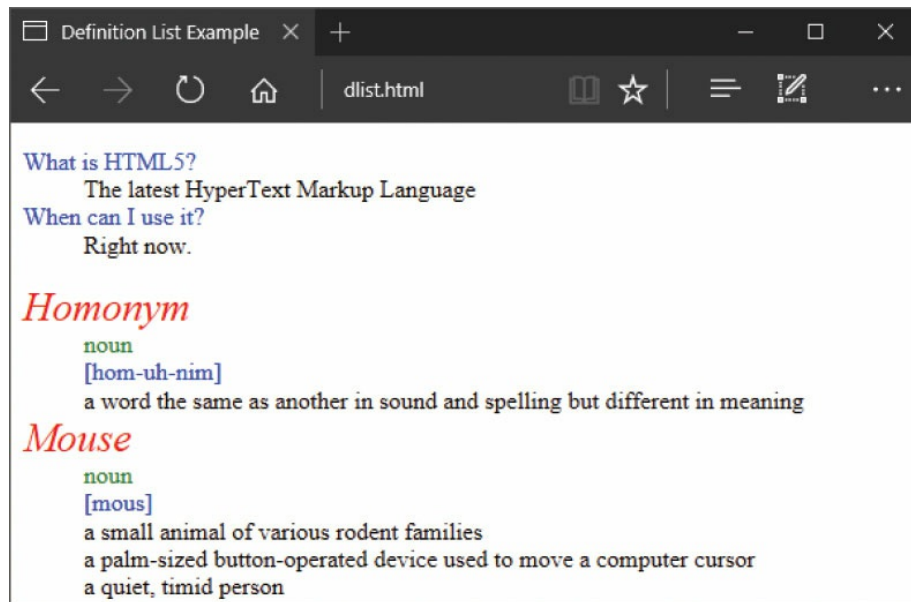 Definition List Example
dlist.html
What is HTML5?
The latest HyperText Markup Language
When can I use it?
Right now.
Homonym
noun
[hom-uh-nim]
a word the same as another in sound and spelling but different in meaning
Mouse
noun
[mous]
a small animal of various rodent families
a palm-sized button-operated device used to move a computer cursor
a quiet, timid person